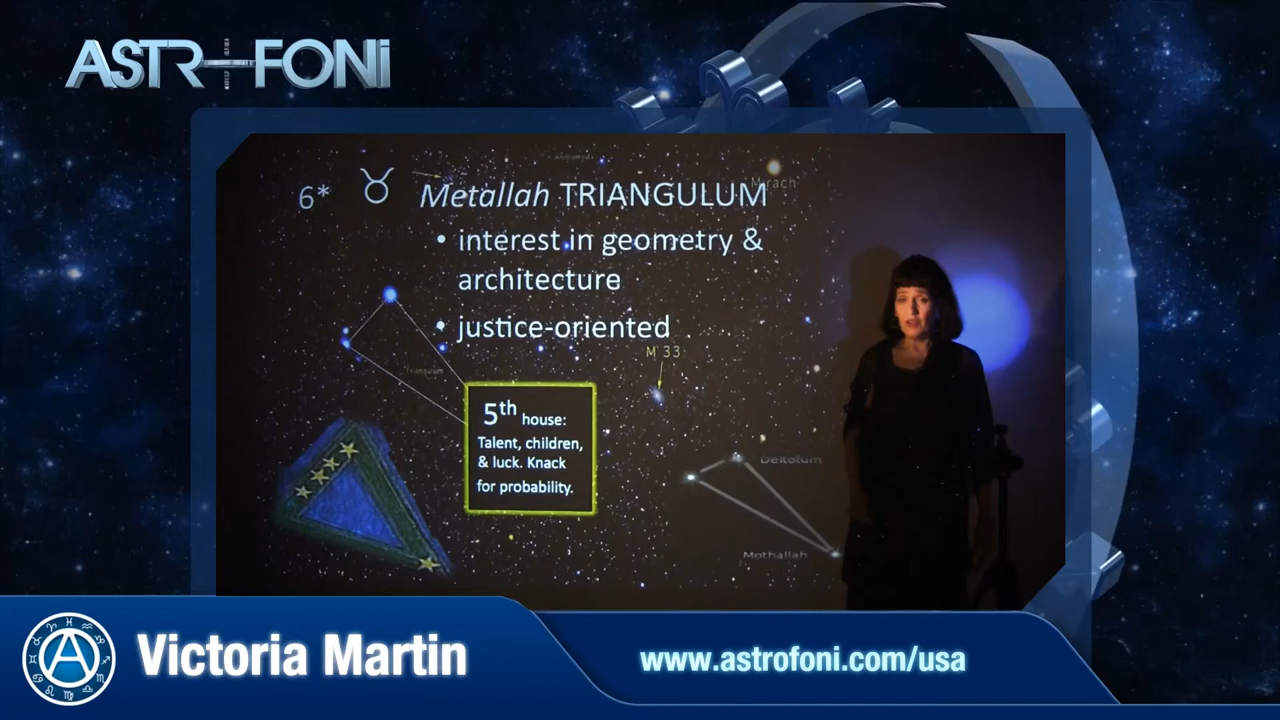 ASTROFONi
Mirach
6* ♉ Metallah TRIANGULUM
• interest in geometry &
architecture
• justice-oriented
M 33
Triangulum
5th house:
Talent, children,
& luck. Knack
for probability.
Deltotum
Mothallah
A
Victoria Martin
www.astrofoni.com/usa